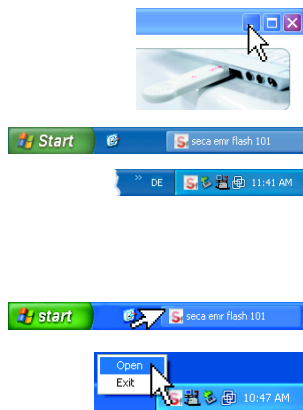 Start seca emr flash 101
DE 11:41 AM
start seca emr flash 101
Open
Exit
10:47 AM